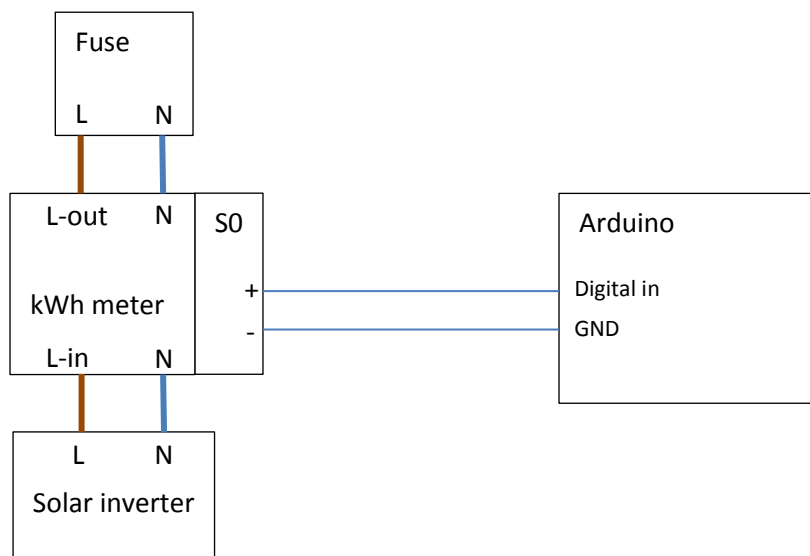 Fuse
L N
L-out N
S0
Arduino
+
Digital in
kWh meter
-
GND
L-in N
L N
Solar inverter